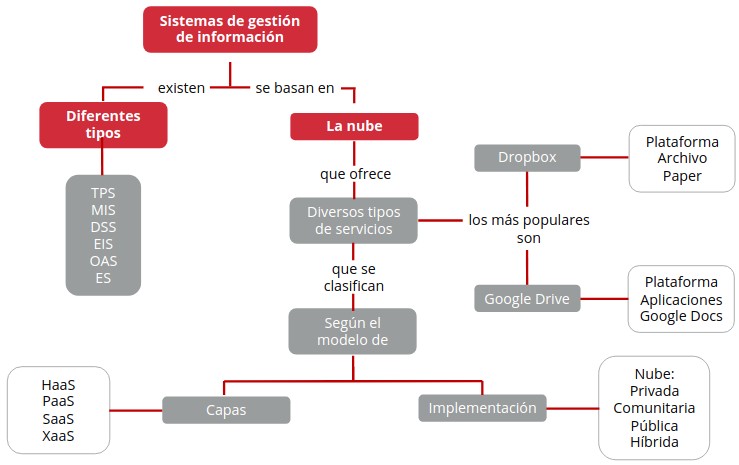 Sistemas de gestión
de información
existen
se basan en
Diferentes
tipos
La nube
TPS
MIS
DSS
EIS
OAS
ES
que ofrece
Diversos tipos
de servicios
los más populares
son
Dropbox
Plataforma
Archivo
Paper
Google Drive
Plataforma
Aplicaciones
Google Docs
que se
clasifican
Según el
modelo de
Capas
HaaS
PaaS
SaaS
XaaS
Implementación
Nube:
Privada
Comunitaria
Pública
Híbrida